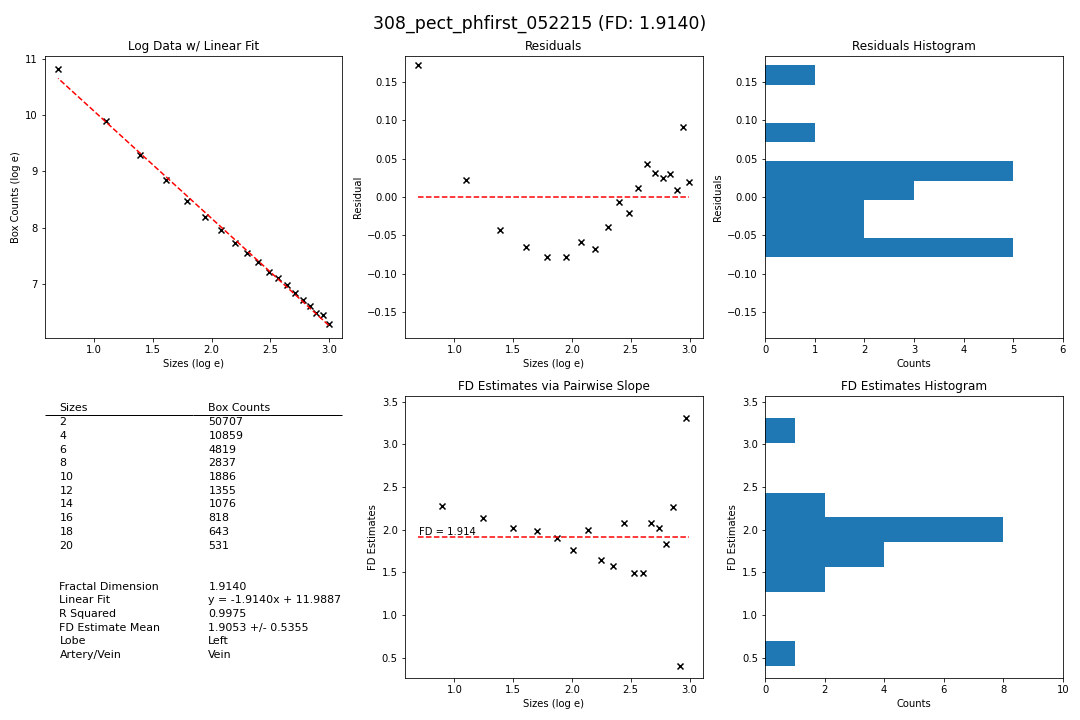 308_pect_phfirst_052215 (FD: 1.9140)
Log Data w/ Linear Fit
11
10
9
8
7
1.0 1.5 2.0 2.5 3.0
Sizes (log e)
Box Counts (log e)
Residuals
0.15
0.10
0.05
0.00
−0.05
−0.10
−0.15
1.0 1.5 2.0 2.5 3.0
Sizes (log e)
Residual
Residuals Histogram
0.15
0.10
0.05
0.00
−0.05
−0.10
−0.15
0 1 2 3 4 5 6
Counts
Residuals
Sizes Box Counts
2 50707
4 10859
6 4819
8 2837
10 1886
12 1355
14 1076
16 818
18 643
20 531
Fractal Dimension 1.9140
Linear Fit y = -1.9140x + 11.9887
R Squared 0.9975
FD Estimate Mean 1.9053 +/- 0.5355
Lobe Left
Artery/Vein Vein
FD Estimates via Pairwise Slope
3.5
3.0
2.5
2.0
1.5
1.0
0.5
FD = 1.914
1.0 1.5 2.0 2.5 3.0
Sizes (log e)
FD Estimates
FD Estimates Histogram
3.5
3.0
2.5
2.0
1.5
1.0
0.5
0 2 4 6 8 10
Counts
FD Estimates